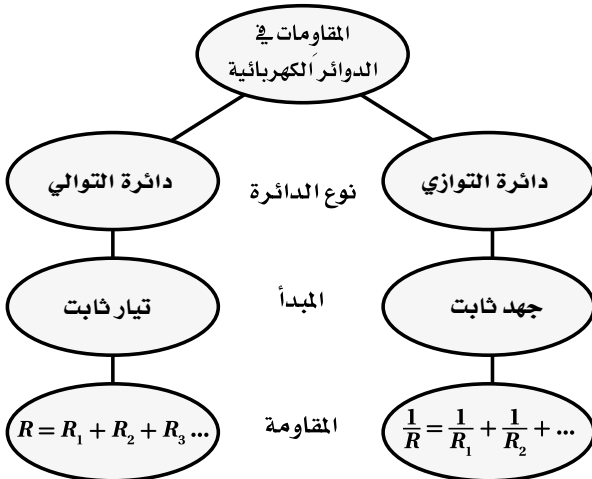 المقاومات في
الدوائر الكهربائية
دائرة التوازي
نوع الدائرة
دائرة التوالي
جهد ثابت
المبدأ
تيار ثابت
1/R = 1/R₁ + 1/R₂ + ...
المقاومة
R = R₁ + R₂ + R₃ ...